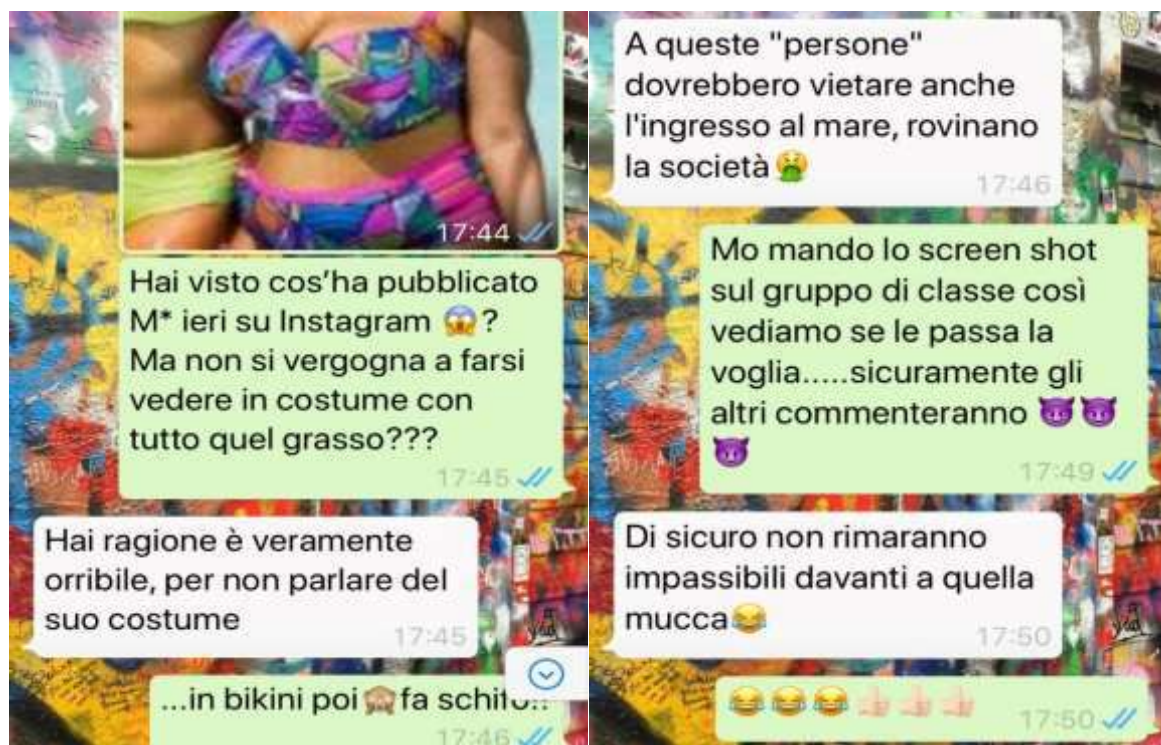 17:44
Hai visto cos'ha pubblicato
M* ieri su Instagram 😱?
Ma non si vergogna a farsi
vedere in costume con
tutto quel grasso???
17:45
Hai ragione è veramente
orribile, per non parlare del
suo costume
17:45
...in bikini poi 🙈 fa schifo..
17:46
A queste "persone"
dovrebbero vietare anche
l'ingresso al mare, rovinano
la società 🤮
17:46
Mo mando lo screen shot
sul gruppo di classe così
vediamo se le passa la
voglia.....sicuramente gli
altri commenteranno 😈😈
😈
17:49
Di sicuro non rimaranno
impassibili davanti a quella
mucca😂
17:50
😂😂😂👍🏻👍🏻👍🏻
17:50